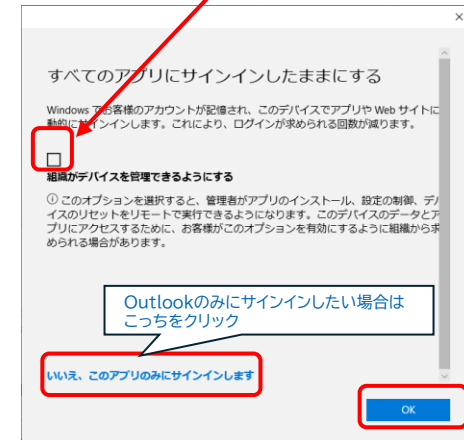 すべてのアプリにサインインしたままにする
Windows でお客様のアカウントが記憶され、このデバイスでアプリや Web サイトに
動的にサインインします。これにより、ログインが求められる回数が減ります。
組織がデバイスを管理できるようにする
このオプションを選択すると、管理者がアプリのインストール、設定の制御、デバ
イスのリセットをリモートで実行できるようになります。このデバイスのデータとア
プリにアクセスするために、お客様がこのオプションを有効にするように組織から求
められる場合があります。
Outlookのみにサインインしたい場合は
こっちをクリック
いいえ、このアプリのみにサインインします
OK